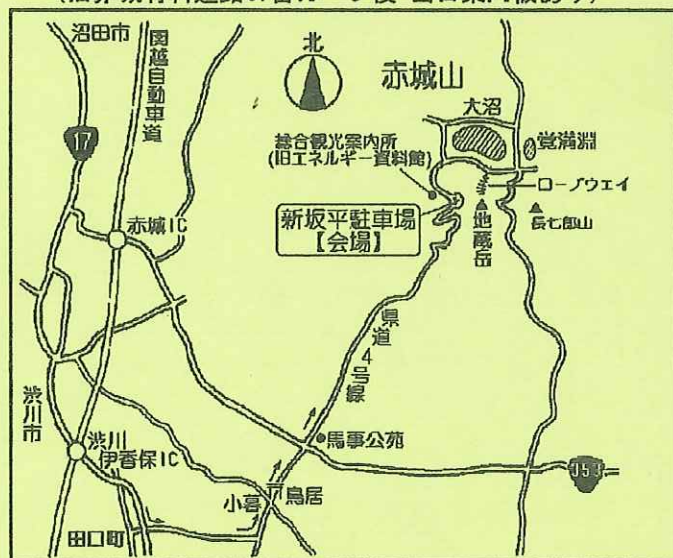 沼田市
関越自動車道
北
赤城山
大沼
覚満淵
総合観光案内所
(旧エネルギー資料館)
ロープウェイ
新坂平駐車場
【会場】
地蔵岳
長七郎山
17
赤城IC
県道4号線
渋川市
渋川
伊香保IC
馬事公苑
353
小暮
鳥居
田口町